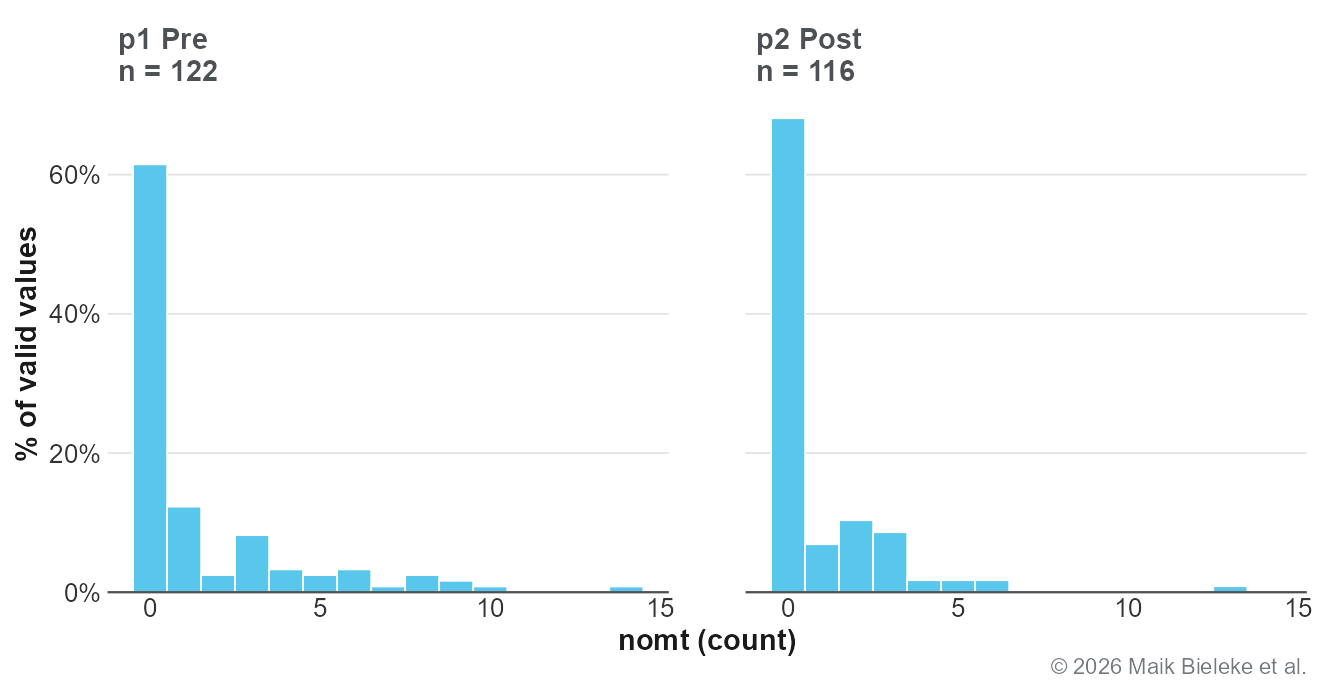 p1 Pre
n = 122
p2 Post
n = 116
% of valid values
60%
40%
20%
0%
0 5 10 15
0 5 10 15
nomt (count)
© 2026 Maik Bieleke et al.